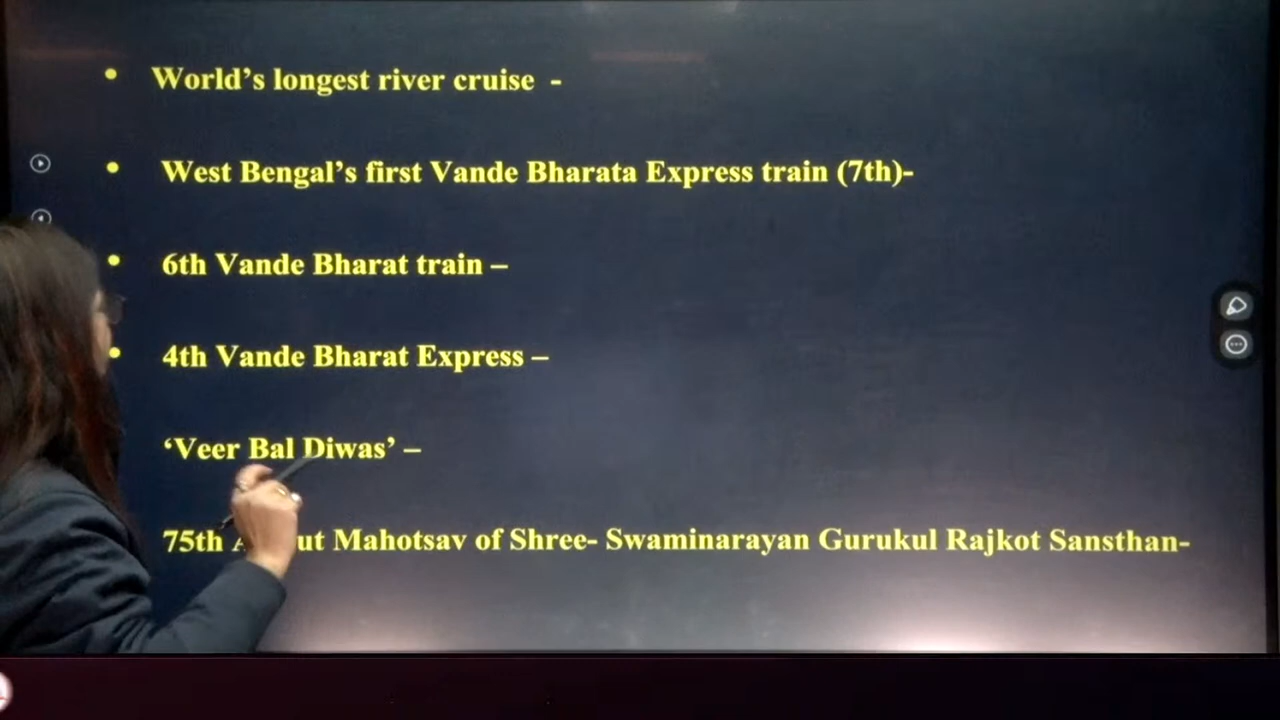 • World's longest river cruise -
• West Bengal's first Vande Bharata Express train (7th)-
• 6th Vande Bharat train –
• 4th Vande Bharat Express –
‘Veer Bal Diwas’ –
75th Mahotsav of Shree- Swaminarayan Gurukul Rajkot Sansthan-